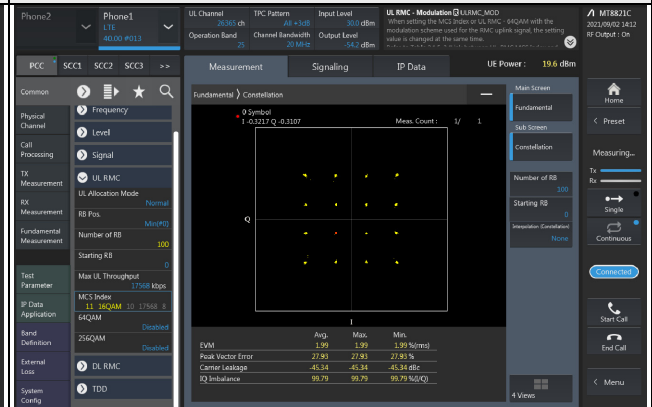 Phone2
Phone1
LTE
40.00 #013
UL Channel
26365 ch
TPC Pattern
All +3dB
Input Level
30.0 dBm
Operation Band
25
Channel Bandwidth
20 MHz
Output Level
-54.2 dBm
UL RMC - Modulation ULRMC_MOD
When setting the MCS Index or UL RMC - 64QAM with the
modulation scheme used for the RMC uplink signal, the setting
value is changed at the same time.
MT8821C
2021/09/02 14:12
RF Output : On
PCC
SCC1
SCC2
SCC3
>>
Measurement
Signaling
IP Data
UE Power : 19.6 dBm
Common
Physical
Channel
Call
Processing
TX
Measurement
RX
Measurement
Fundamental
Measurement
Test
Parameter
IP Data
Application
Band
Definition
External
Loss
System
Config
Frequency
Level
Signal
UL RMC
UL Allocation Mode
Normal
RB Pos.
Min(#0)
Number of RB
100
Starting RB
0
Max UL Throughput
17568 kbps
MCS Index
11 16QAM 10 17568 8
64QAM
Disabled
256QAM
Disabled
DL RMC
TDD
Fundamental > Constellation
0 Symbol
I -0.3217 Q -0.3107
Meas. Count : 1/ 1
Q
I
Avg. Max. Min.
EVM 1.99 1.99 1.99 %(rms)
Peak Vector Error 27.93 27.93 27.93 %
Carrier Leakage -45.34 -45.34 -45.34 dBc
IQ Imbalance 99.79 99.79 99.79 %(I/Q)
Main Screen
Fundamental
Sub Screen
Constellation
Number of RB
100
Starting RB
0
Interpolation (Constellation)
None
4 Views
Home
< Preset
Measuring...
Tx
Rx
Single
Continuous
Connected
Start Call
End Call
< Menu